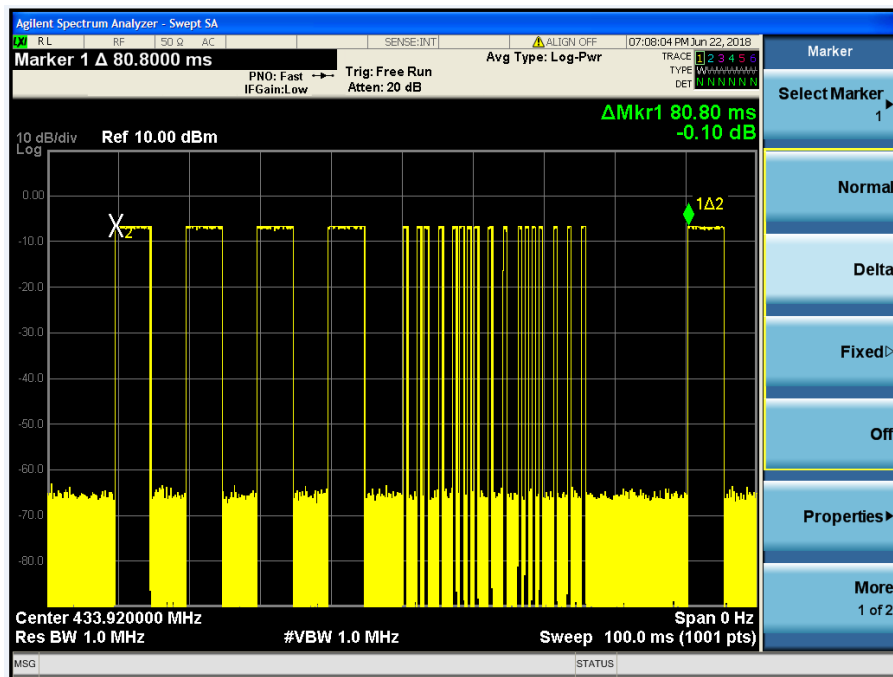 Agilent Spectrum Analyzer - Swept SA
LXI RL RF 50 Ω AC SENSE:INT ALIGN OFF 07:08:04 PM Jun 22, 2018
Marker 1 Δ 80.8000 ms
PNO: Fast
IFGain:Low
Trig: Free Run
Atten: 20 dB
Avg Type: Log-Pwr
TRACE 1 2 3 4 5 6
TYPE W
DET N N N N N N
ΔMkr1 80.80 ms
-0.10 dB
10 dB/div
Log
Ref 10.00 dBm
0.00
-10.0
-20.0
-30.0
-40.0
-50.0
-60.0
-70.0
-80.0
2
1Δ2
Center 433.920000 MHz
Span 0 Hz
Res BW 1.0 MHz
#VBW 1.0 MHz
Sweep 100.0 ms (1001 pts)
MSG
STATUS
Marker
Select Marker
1
Normal
Delta
Fixed
Off
Properties
More
1 of 2